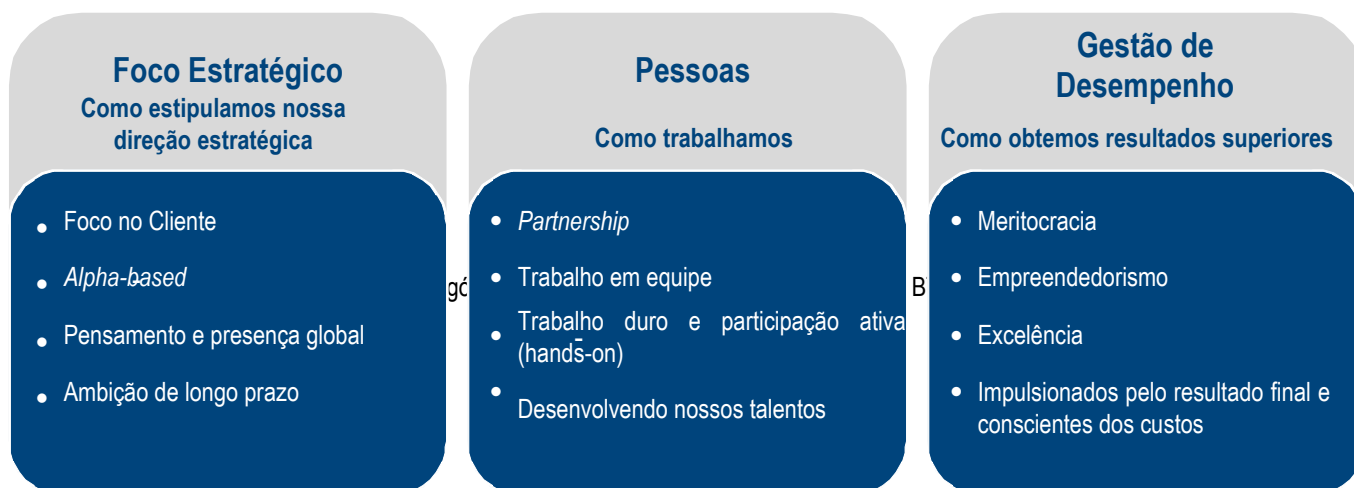 Foco Estratégico
Como estipulamos nossa
direção estratégica
• Foco no Cliente
• Alpha-based
• Pensamento e presença global
• Ambição de longo prazo
Pessoas
Como trabalhamos
• Partnership
• Trabalho em equipe
• Trabalho duro e participação ativa
(hands-on)
• Desenvolvendo nossos talentos
Gestão de
Desempenho
Como obtemos resultados superiores
• Meritocracia
• Empreendedorismo
• Excelência
• Impulsionados pelo resultado final e
conscientes dos custos